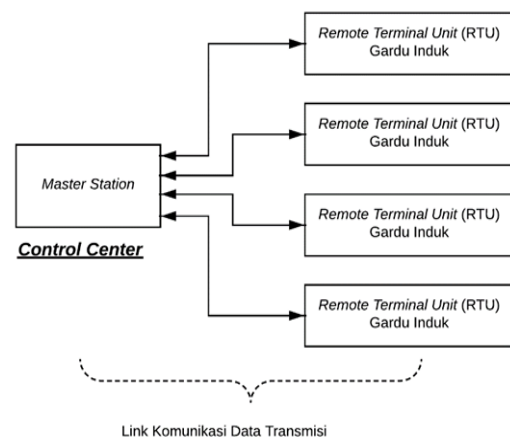 Remote Terminal Unit (RTU)
Gardu Induk
Remote Terminal Unit (RTU)
Gardu Induk
Master Station
Control Center
Remote Terminal Unit (RTU)
Gardu Induk
Remote Terminal Unit (RTU)
Gardu Induk
Link Komunikasi Data Transmisi